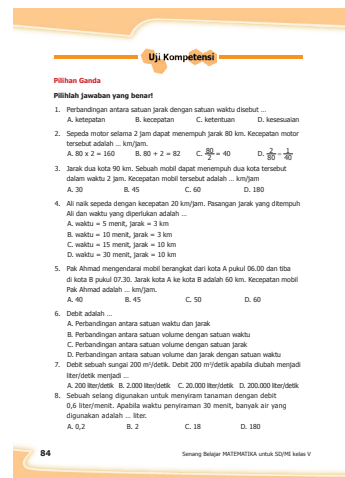 Uji Kompetensi
Pilihan Ganda
Pilihlah jawaban yang benar!
1. Perbandingan antara satuan jarak dengan satuan waktu disebut ...
A. ketepatan B. kecepatan C. ketentuan D. kesesuaian
2. Sepeda motor selama 2 jam dapat menempuh jarak 80 km. Kecepatan motor
tersebut adalah ... km/jam.
A. 80 x 2 = 160 B. 80 + 2 = 82 C. 80/2 = 40 D. 2/80 = 1/40
3. Jarak dua kota 90 km. Sebuah mobil dapat menempuh dua kota tersebut
dalam waktu 2 jam. Kecepatan mobil tersebut adalah ... km/jam
A. 30 B. 45 C. 60 D. 180
4. Ali naik sepeda dengan kecepatan 20 km/jam. Pasangan jarak yang ditempuh
Ali dan waktu yang diperlukan adalah ...
A. waktu = 5 menit, jarak = 3 km
B. waktu = 10 menit, jarak = 3 km
C. waktu = 15 menit, jarak = 10 km
D. waktu = 30 menit, jarak = 10 km
5. Pak Ahmad mengendarai mobil berangkat dari kota A pukul 06.00 dan tiba
di kota B pukul 07.30. Jarak kota A ke kota B adalah 60 km. Kecepatan mobil
Pak Ahmad adalah ... km/jam.
A. 40 B. 45 C. 50 D. 60
6. Debit adalah ...
A. Perbandingan antara satuan waktu dan jarak
B. Perbandingan antara satuan volume dengan satuan waktu
C. Perbandingan antara satuan volume dengan satuan jarak
D. Perbandingan antara satuan volume dan jarak dengan satuan waktu
7. Debit sebuah sungai 200 m³/detik. Debit 200 m³/detik apabila diubah menjadi
liter/detik menjadi ...
A. 200 liter/detik B. 2.000 liter/detik C. 20.000 liter/detik D. 200.000 liter/detik
8. Sebuah selang digunakan untuk menyiram tanaman dengan debit
0,6 liter/menit. Apabila waktu penyiraman 30 menit, banyak air yang
digunakan adalah ... liter.
A. 0,2 B. 2 C. 18 D. 180
84 Senang Belajar MATEMATIKA untuk SD/MI kelas V